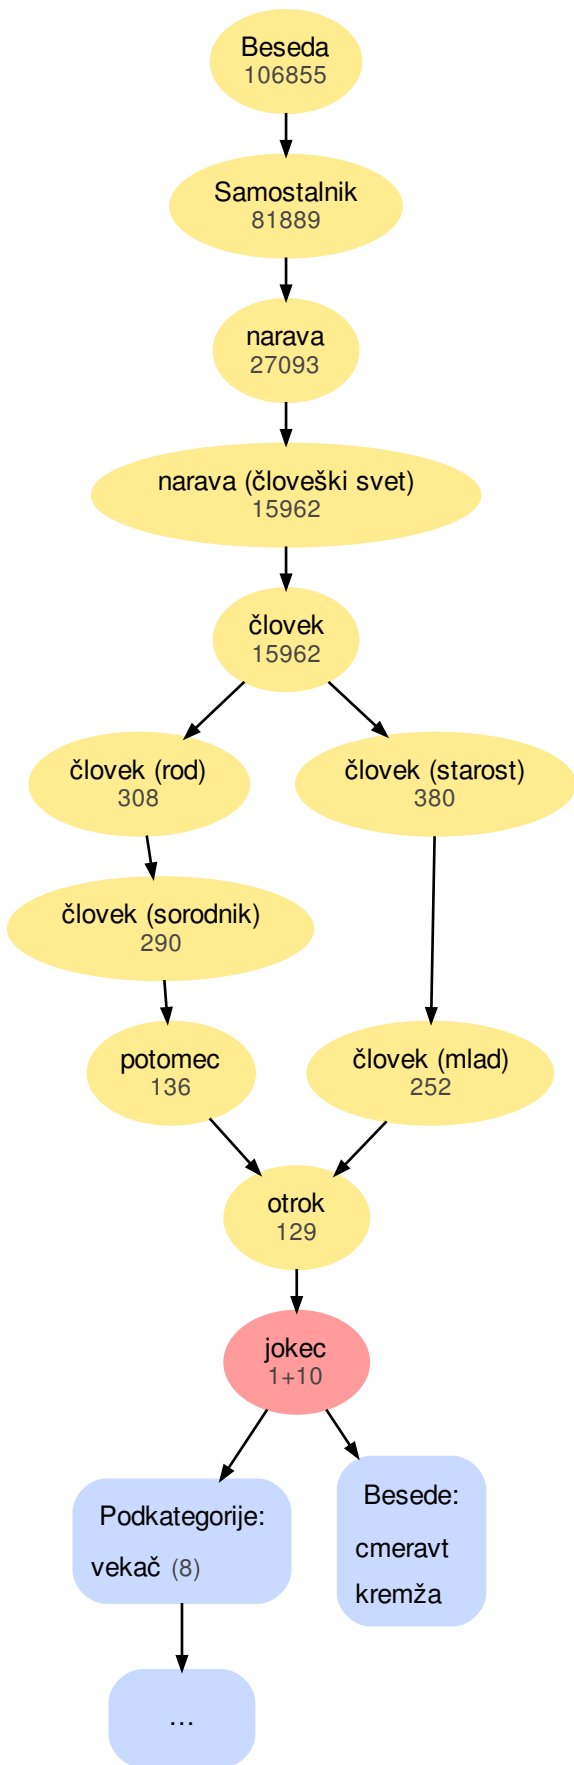 Beseda
106855
Samostalnik
81889
narava
27093
narava (človeški svet)
15962
človek
15962
človek (rod)
308
človek (starost)
380
človek (sorodnik)
290
potomec
136
človek (mlad)
252
otrok
129
jokec
1+10
Podkategorije:
vekač (8)
Besede:
cmeravt
kremža
...